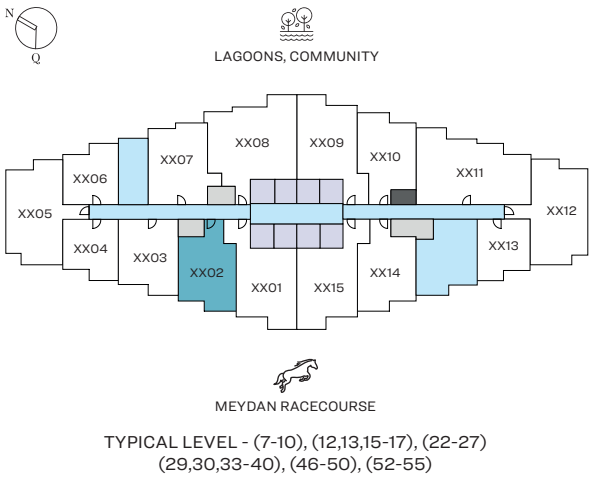 N
Q
LAGOONS, COMMUNITY
XX08
XX09
XX07
XX10
XX06
XX11
XX05
XX12
XX04
XX03
XX13
XX02
XX14
XX01
XX15
MEYDAN RACECOURSE
TYPICAL LEVEL - (7-10), (12,13,15-17), (22-27)
(29,30,33-40), (46-50), (52-55)